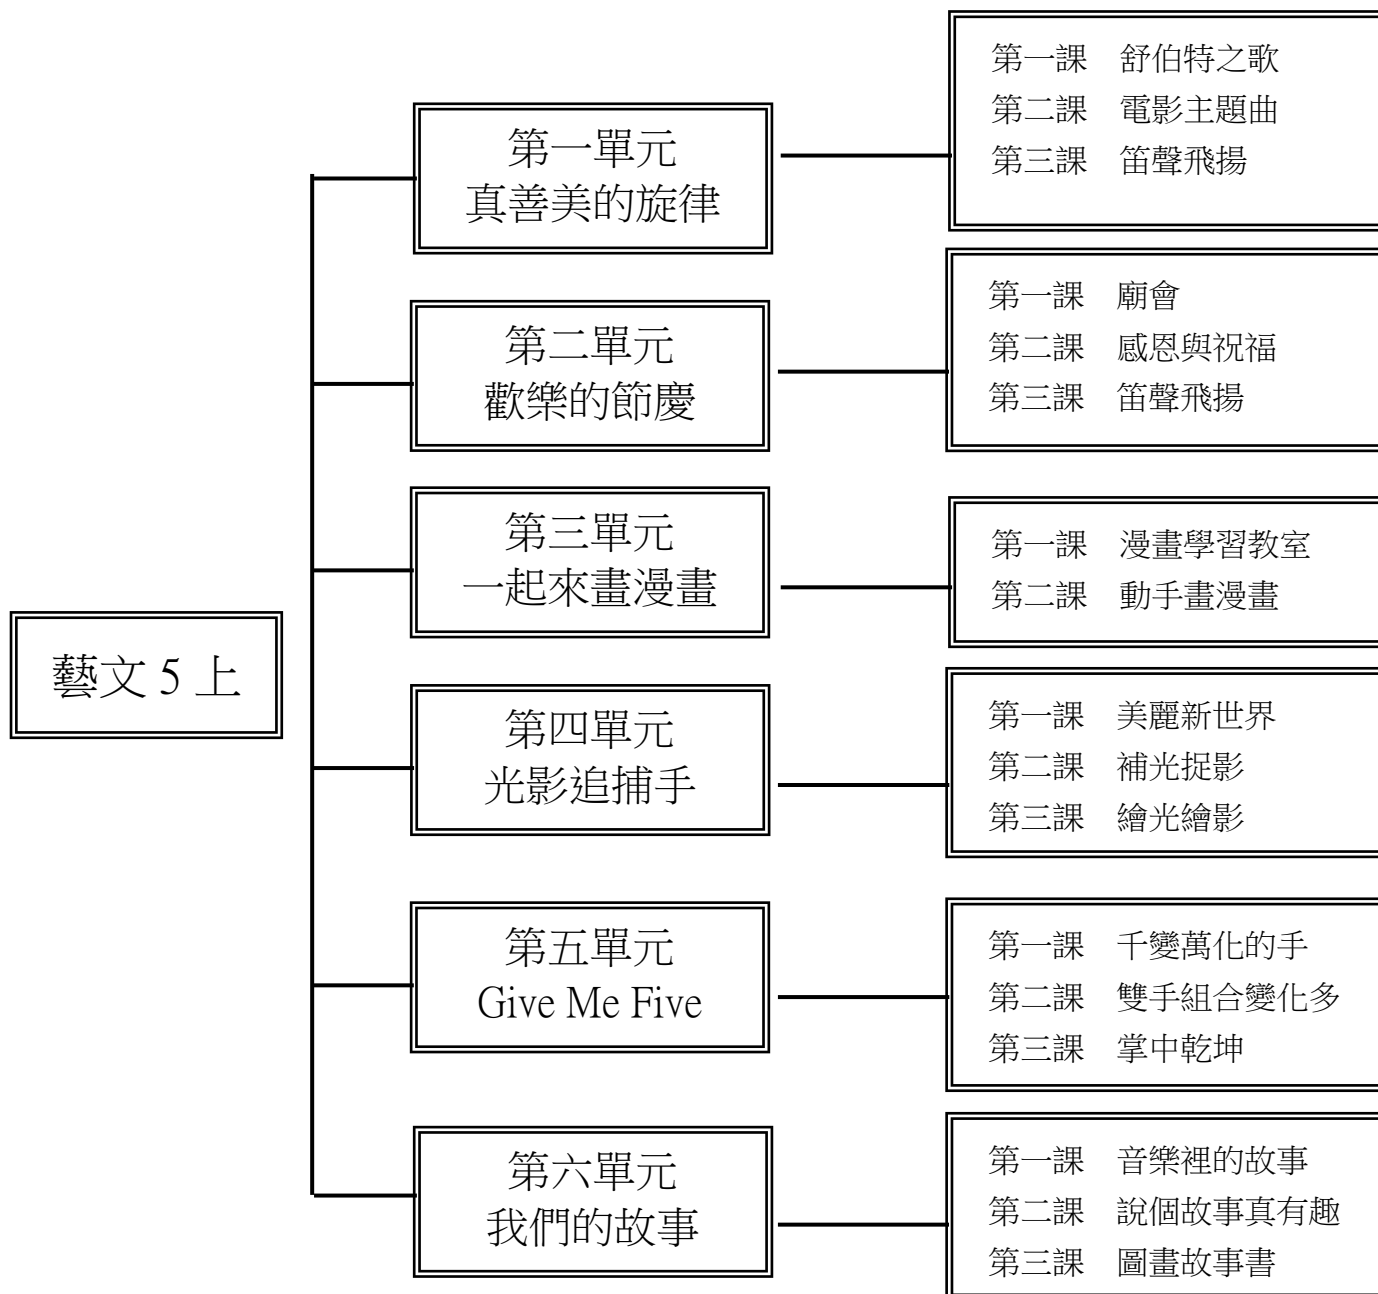 藝文 5 上
第一單元
真善美的旋律
第一課　舒伯特之歌
第二課　電影主題曲
第三課　笛聲飛揚
第二單元
歡樂的節慶
第一課　廟會
第二課　感恩與祝福
第三課　笛聲飛揚
第三單元
一起來畫漫畫
第一課　漫畫學習教室
第二課　動手畫漫畫
第四單元
光影追捕手
第一課　美麗新世界
第二課　補光捉影
第三課　繪光繪影
第五單元
Give Me Five
第一課　千變萬化的手
第二課　雙手組合變化多
第三課　掌中乾坤
第六單元
我們的故事
第一課　音樂裡的故事
第二課　說個故事真有趣
第三課　圖畫故事書